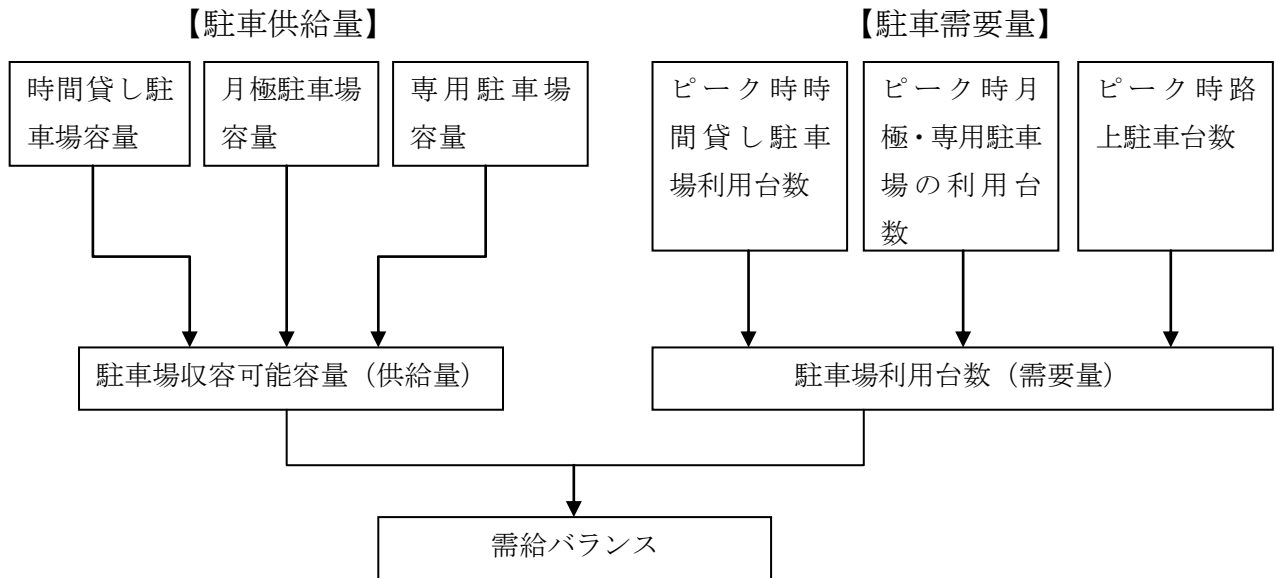 【駐車供給量】
【駐車需要量】
時間貸し駐
車場容量
月極駐車場
容量
専用駐車場
容量
ピーク時時
間貸し駐車
場利用台数
ピーク時月
極・専用駐車
場の利用台
数
ピーク時路
上駐車台数
駐車場収容可能容量（供給量）
駐車場利用台数（需要量）
需給バランス